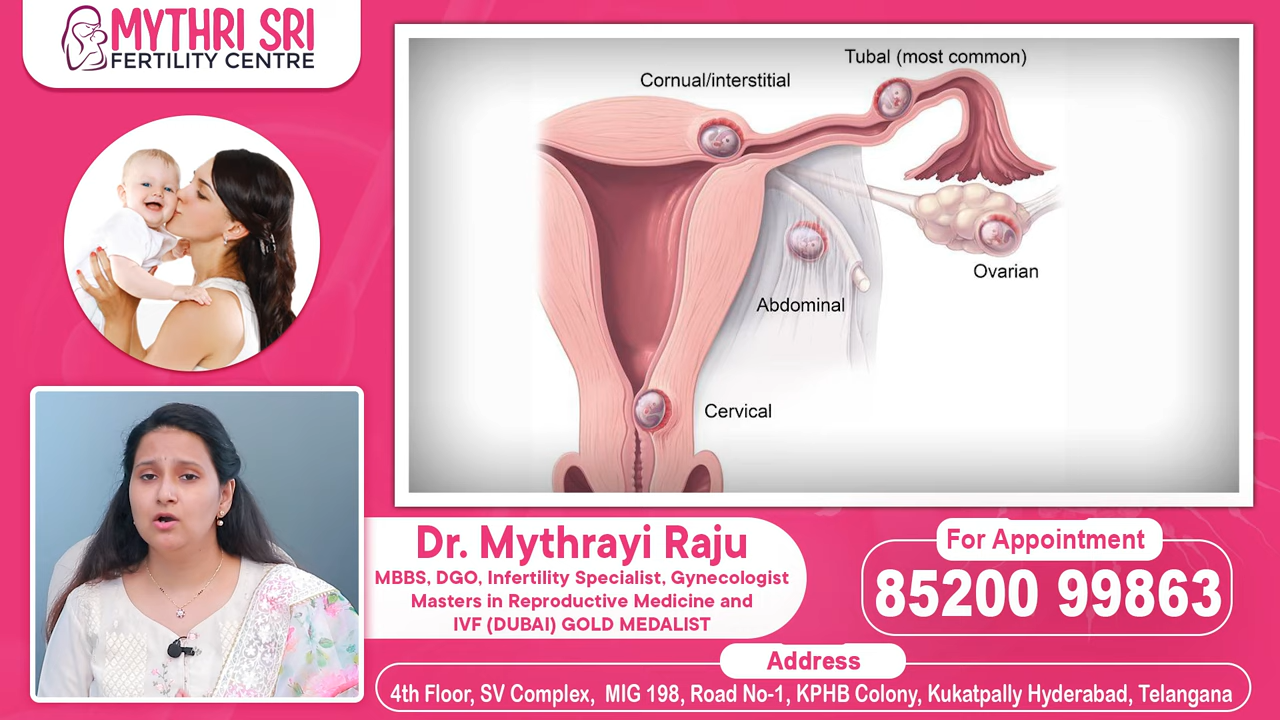 MYTHRI SRI
FERTILITY CENTRE
Cornual/interstitial
Tubal (most common)
Ovarian
Abdominal
Cervical
Dr. Mythrayi Raju
MBBS, DGO, Infertility Specialist, Gynecologist
Masters in Reproductive Medicine and
IVF (DUBAI) GOLD MEDALIST
For Appointment
85200 99863
Address
4th Floor, SV Complex, MIG 198, Road No-1, KPHB Colony, Kukatpally Hyderabad, Telangana